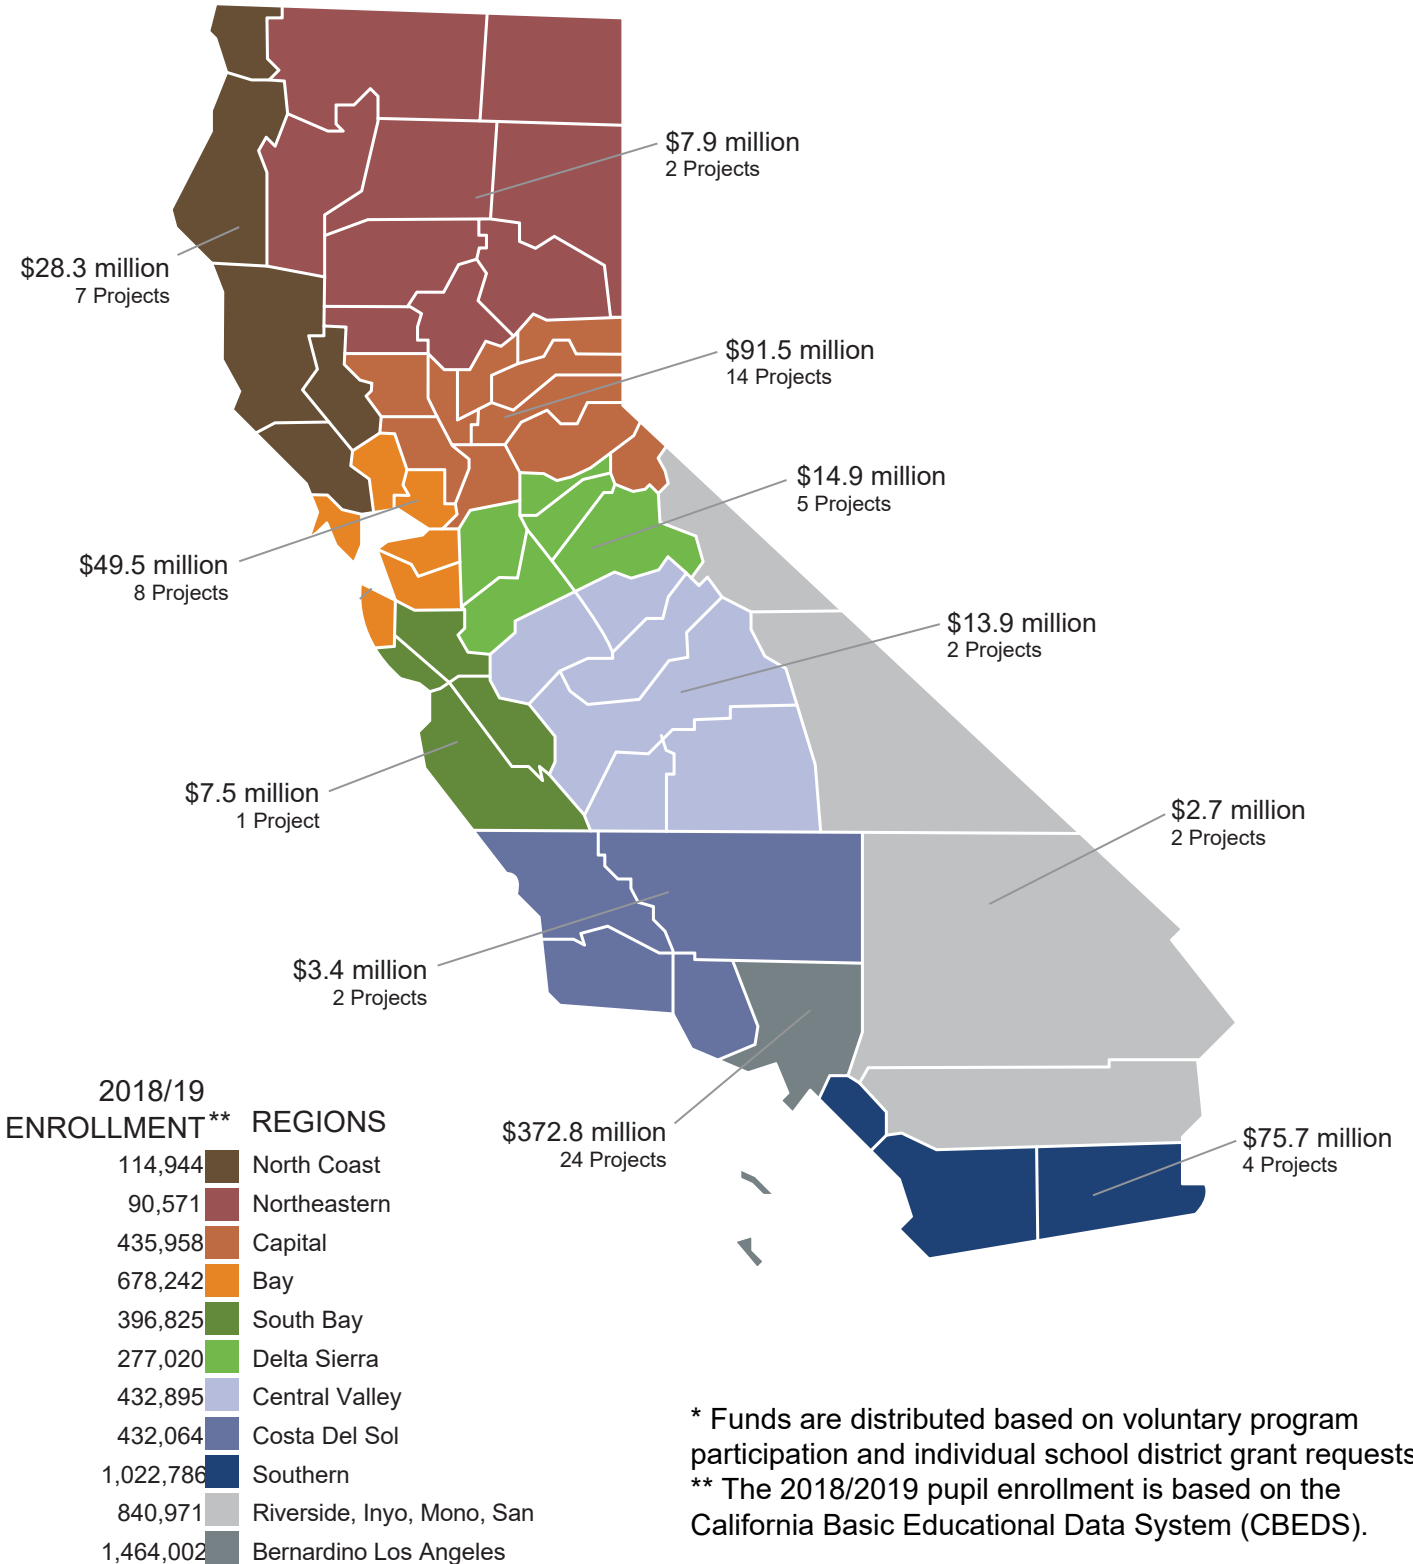 $7.9 million
2 Projects
$28.3 million
7 Projects
$91.5 million
14 Projects
$14.9 million
5 Projects
$49.5 million
8 Projects
$13.9 million
2 Projects
$7.5 million
1 Project
$2.7 million
2 Projects
$3.4 million
2 Projects
$372.8 million
24 Projects
$75.7 million
4 Projects
2018/19
ENROLLMENT** REGIONS
114,944 North Coast
90,571 Northeastern
435,958 Capital
678,242 Bay
396,825 South Bay
277,020 Delta Sierra
432,895 Central Valley
432,064 Costa Del Sol
1,022,786 Southern
840,971 Riverside, Inyo, Mono, San
1,464,002 Bernardino Los Angeles
* Funds are distributed based on voluntary program
participation and individual school district grant requests
** The 2018/2019 pupil enrollment is based on the
California Basic Educational Data System (CBEDS).